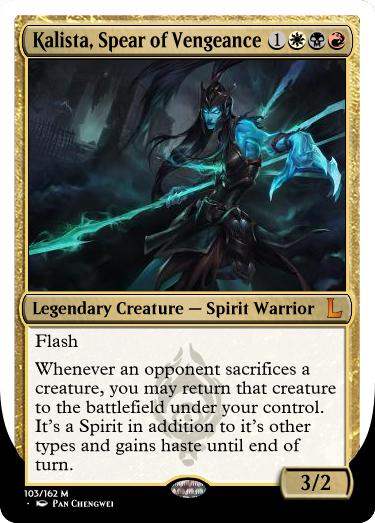 Kalista, Spear of Vengeance 1
Legendary Creature — Spirit Warrior L
Flash
Whenever an opponent sacrifices a
creature, you may return that creature
to the battlefield under your control.
It's a Spirit in addition to it's other
types and gains haste until end of
turn.
3/2
103/162 M
· Pan Chengwei